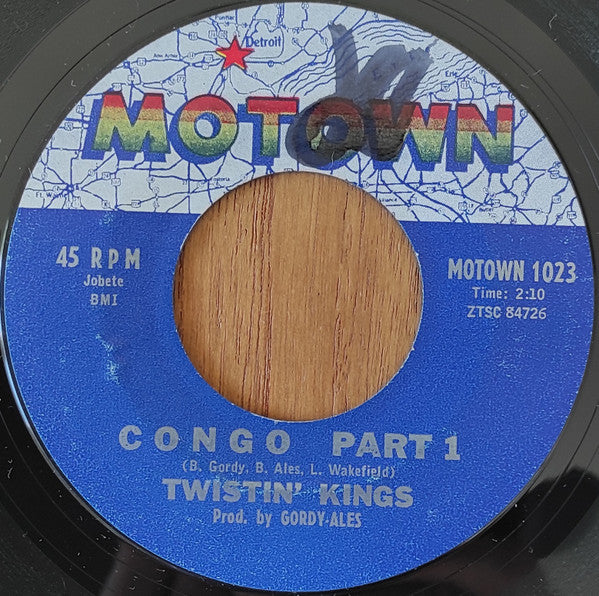 Detroit
MOTOWN
45 RPM
Jobete
BMI
MOTOWN 1023
Time: 2:10
ZTSC 84726
CONGO PART 1
(B. Gordy, B. Ales, L. Wakefield)
TWISTIN' KINGS
Prod. by GORDY-ALES